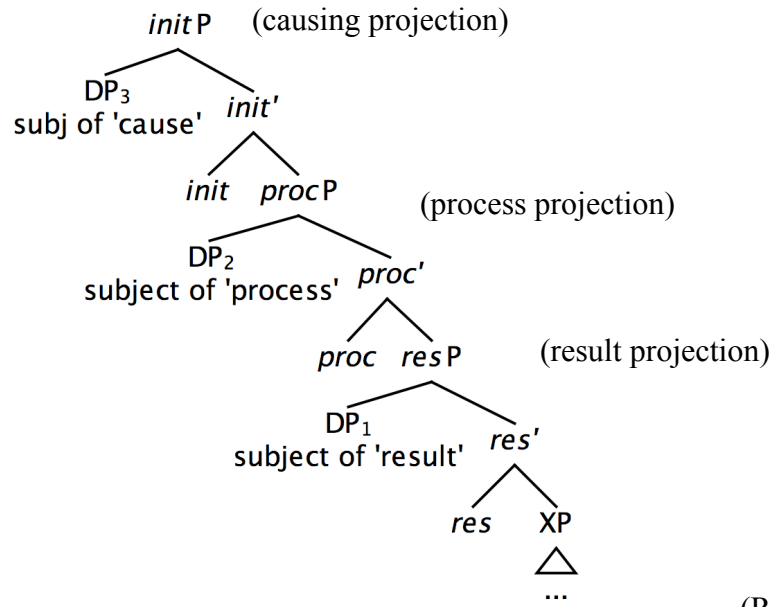 initP (causing projection)
DP₃
subj of 'cause' init'
init procP (process projection)
DP₂
subject of 'process' proc'
proc resP (result projection)
DP₁
subject of 'result' res'
res XP
...